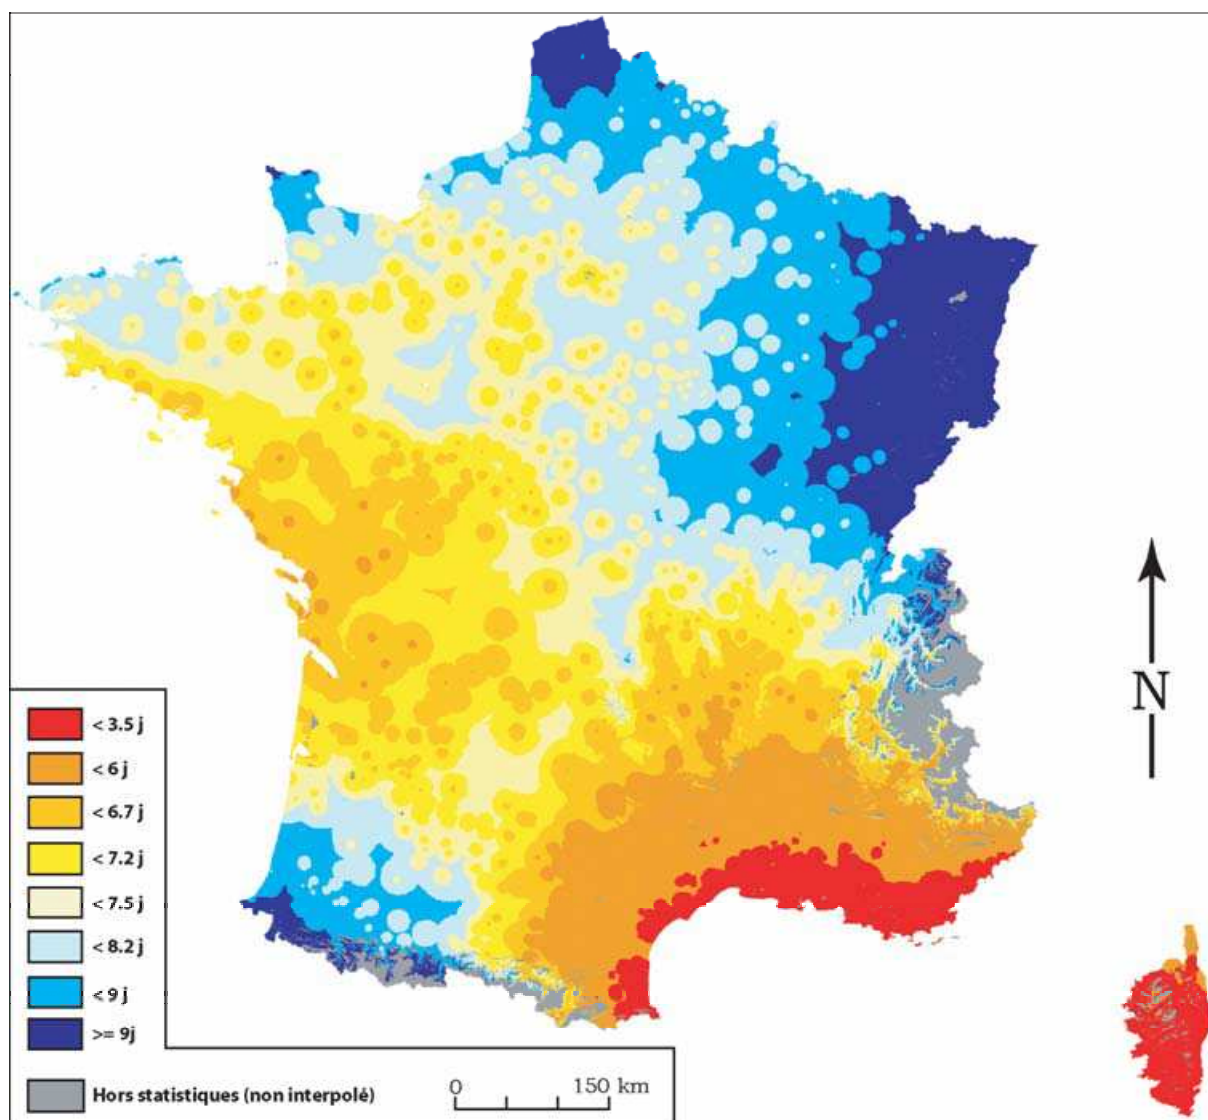 N
< 3.5 j
< 6 j
< 6.7 j
< 7.2 j
< 7.5 j
< 8.2 j
< 9 j
>= 9j
Hors statistiques (non interpolé)
0 150 km